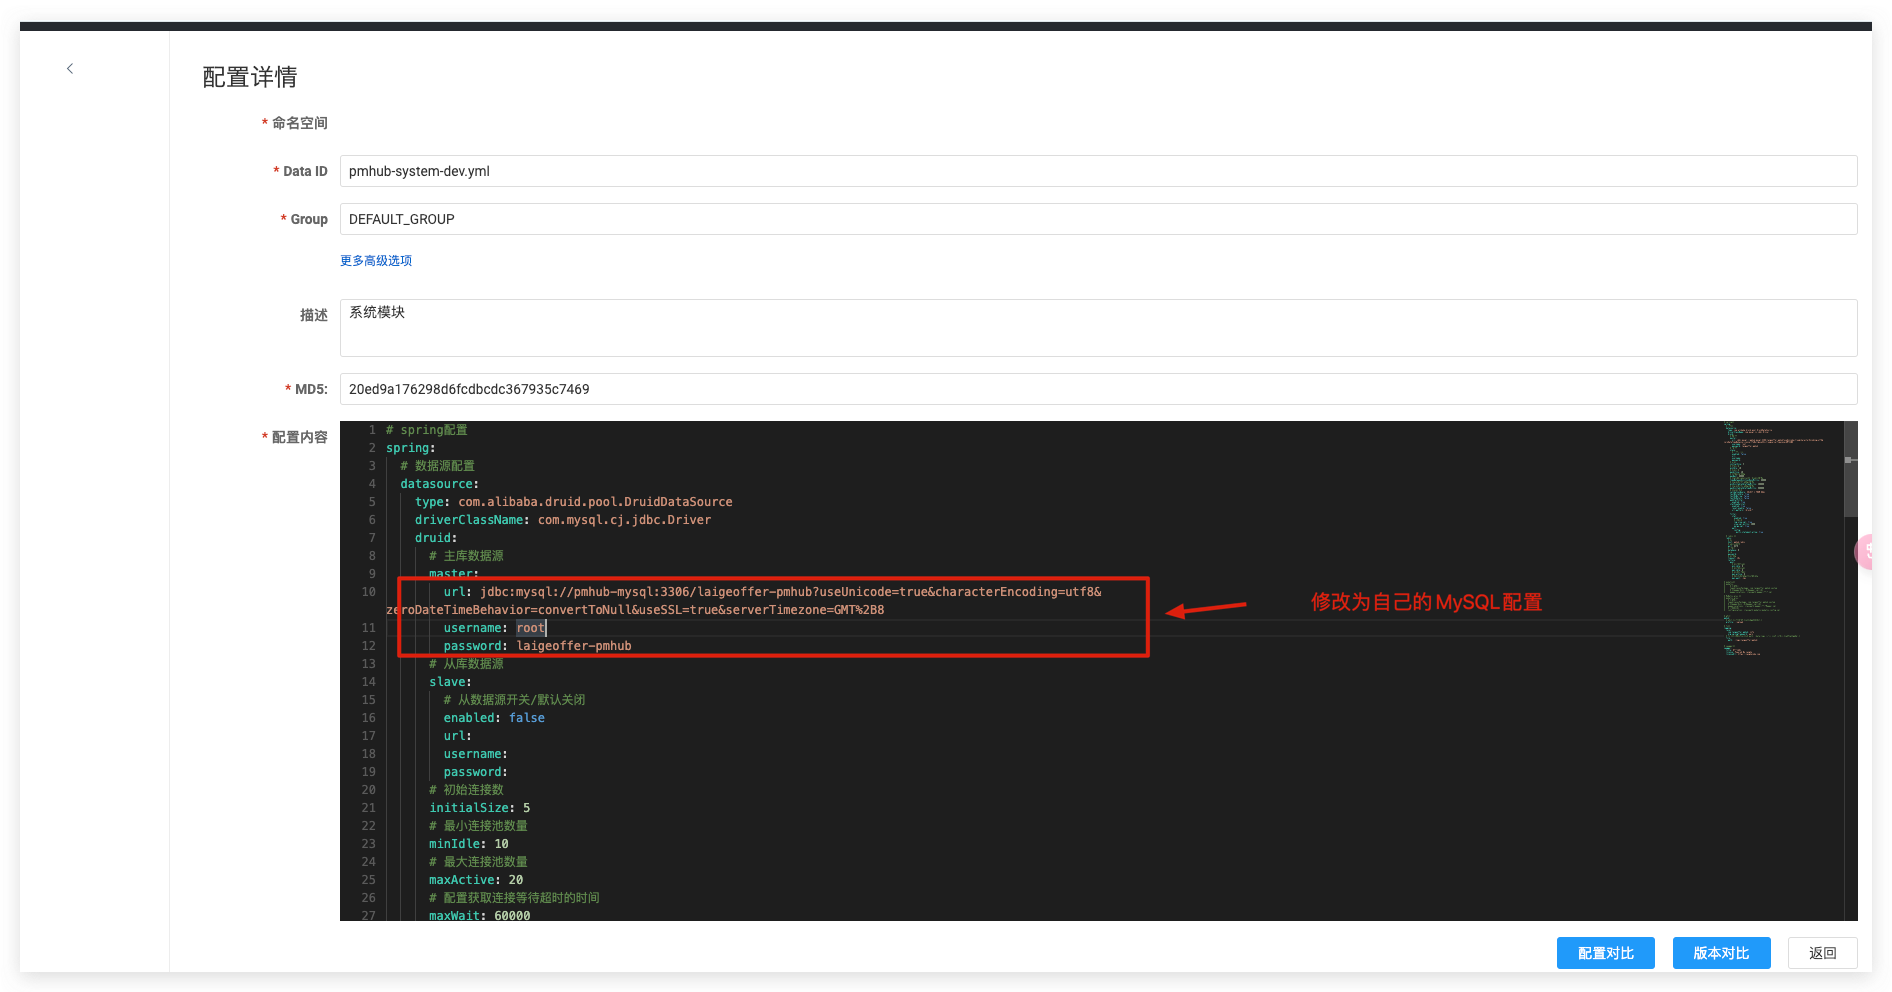 配置详情
* 命名空间
* Data ID
pmhub-system-dev.yml
* Group
DEFAULT_GROUP
更多高级选项
描述
系统模块
* MD5:
20ed9a176298d6fcdbcdc367935c7469
* 配置内容
1 # spring配置
2 spring:
3 # 数据源配置
4 datasource:
5 type: com.alibaba.druid.pool.DruidDataSource
6 driverClassName: com.mysql.cj.jdbc.Driver
7 druid:
8 # 主库数据源
9 master:
10 url: jdbc:mysql://pmhub-mysql:3306/laigeoffer-pmhub?useUnicode=true&characterEncoding=utf8&
zeroDateTimeBehavior=convertToNull&useSSL=true&serverTimezone=GMT%2B8
修改为自己的MySQL配置
11 username: root
12 password: laigeoffer-pmhub
13 # 从库数据源
14 slave:
15 # 从数据源开关/默认关闭
16 enabled: false
17 url:
18 username:
19 password:
20 # 初始连接数
21 initialSize: 5
22 # 最小连接池数量
23 minIdle: 10
24 # 最大连接池数量
25 maxActive: 20
26 # 配置获取连接等待超时的时间
27 maxWait: 60000
配置对比
版本对比
返回